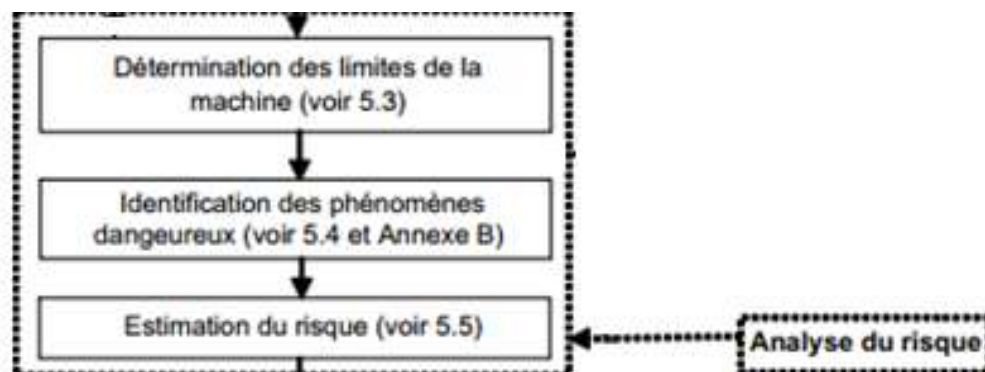 Détermination des limites de la
machine (voir 5.3)
Identification des phénomènes
dangeureux (voir 5.4 et Annexe B)
Estimation du risque (voir 5.5)
Analyse du risque